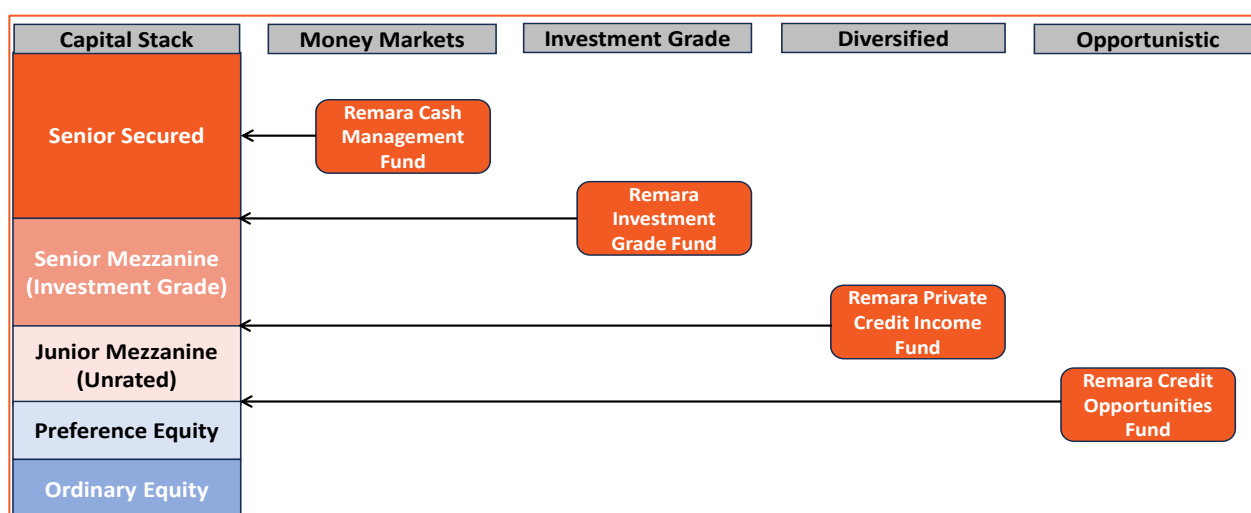 Capital Stack
Money Markets
Investment Grade
Diversified
Opportunistic
Senior Secured
Remara Cash
Management
Fund
Remara
Investment
Grade Fund
Senior Mezzanine
(Investment Grade)
Remara Private
Credit Income
Fund
Junior Mezzanine
(Unrated)
Remara Credit
Opportunities
Fund
Preference Equity
Ordinary Equity